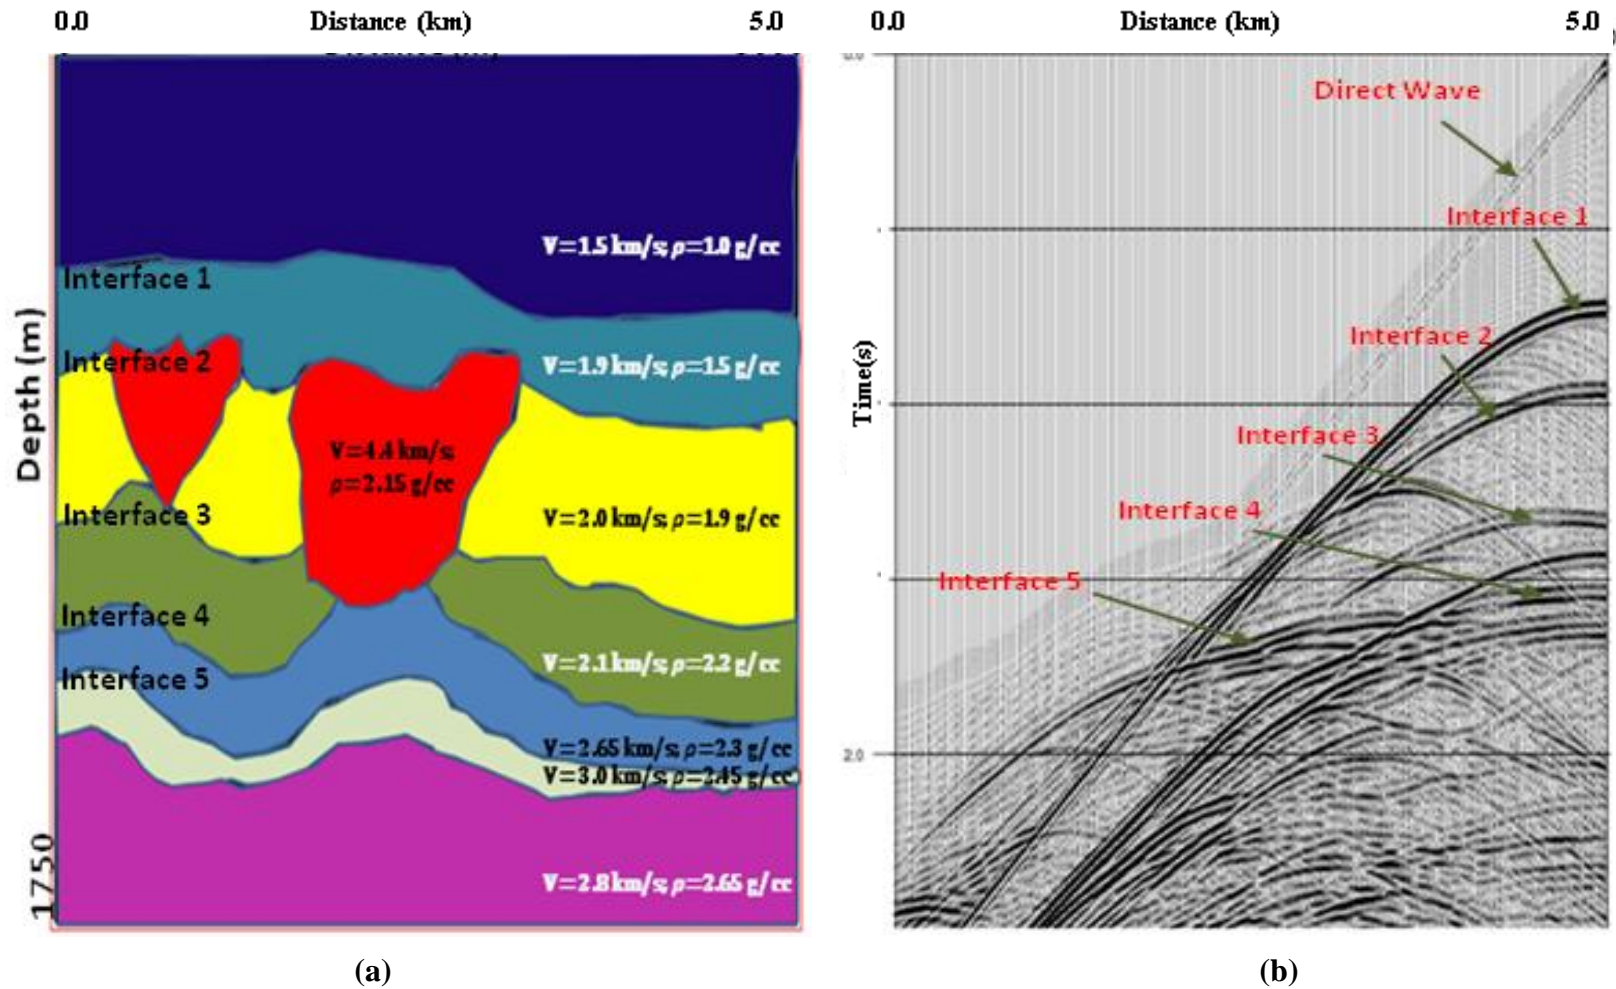 0.0 Distance (km) 5.0
V=1.5 km/s; ρ=1.0 g/cc
Interface 1
Interface 2
V=1.9 km/s; ρ=1.5 g/cc
V=4.4 km/s;
ρ=2.15 g/cc
Interface 3
V=2.0 km/s; ρ=1.9 g/cc
Interface 4
V=2.1 km/s; ρ=2.2 g/cc
Interface 5
V=2.65 km/s; ρ=2.3 g/cc
V=3.0 km/s; ρ=2.45 g/cc
V=2.8 km/s; ρ=2.65 g/cc
Depth (m)
1750
(a)
0.0 Distance (km) 5.0
0.0
Direct Wave
Interface 1
Interface 2
Interface 3
Interface 4
Interface 5
Time(s)
2.0
(b)